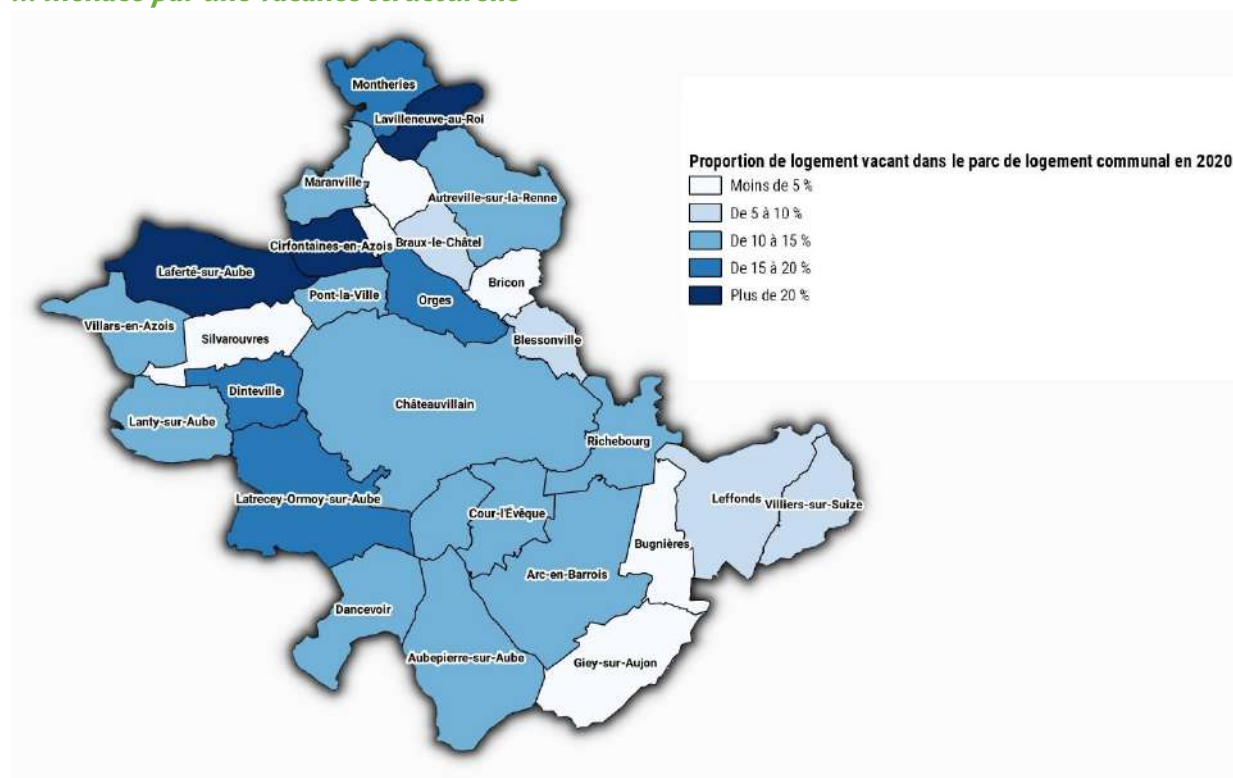 Proportion de logement vacant dans le parc de logement communal en 2020
Moins de 5 %
De 5 à 10 %
De 10 à 15 %
De 15 à 20 %
Plus de 20 %
Montheries
Lavilleneuve-au-Roi
Maranville
Autreville-sur-la-Renne
Cirfontaines-en-Azois
Braux-le-Châtel
Laferté-sur-Aube
Bricon
Pont-la-Ville
Orges
Villars-en-Azois
Silvarouvres
Blessonville
Dinteville
Châteauvillain
Lanty-sur-Aube
Richebourg
Latrecey-Ormoy-sur-Aube
Leffonds
Villiers-sur-Suize
Cour-l'Évêque
Bugnières
Arc-en-Barrois
Dancevoir
Aubepierre-sur-Aube
Giey-sur-Aujon